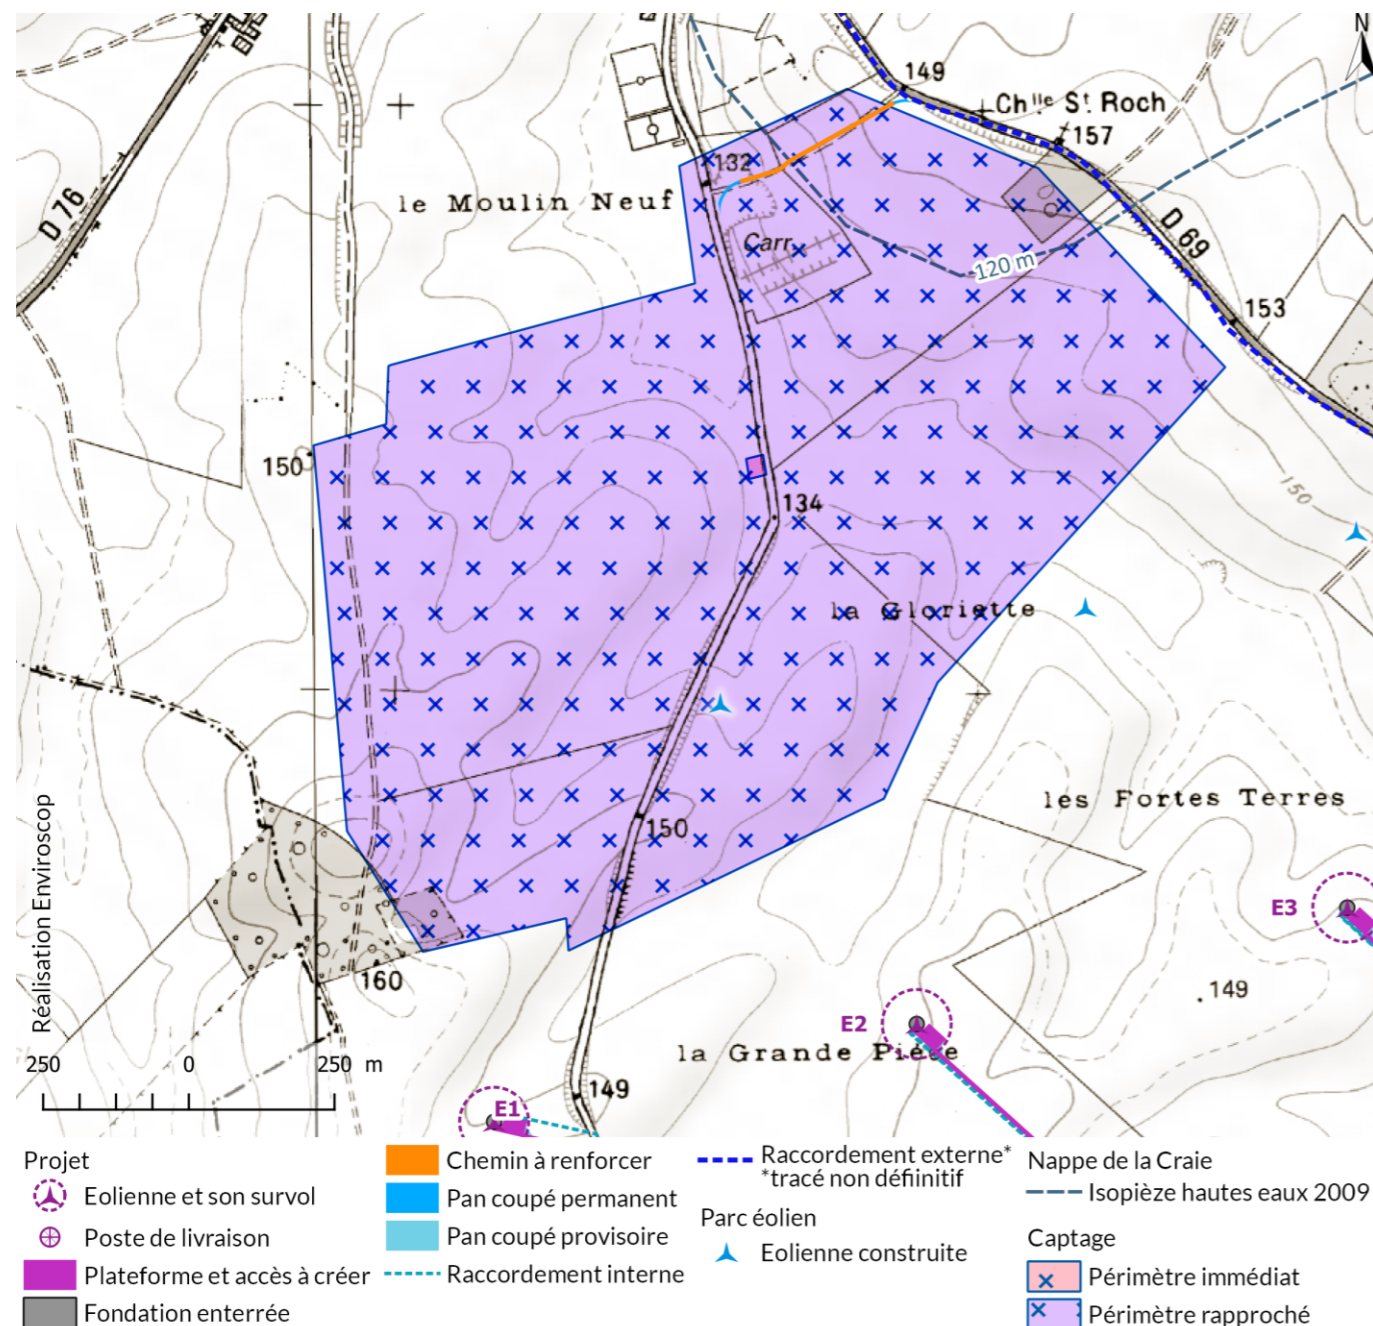 N
149
Ch^lle S^t Roch
157
132
D 76
le Moulin Neuf
Carr.
D 69
120 m
153
150
150
134
la Gloriette
les Fortes Terres
150
E3
160
149
E2
la Grande Pièce
149
E1
Réalisation Enviroscop
250 0 250 m
Projet
Eolienne et son survol
Poste de livraison
Plateforme et accès à créer
Fondation enterrée
Chemin à renforcer
Pan coupé permanent
Pan coupé provisoire
Raccordement interne
Raccordement externe*
*tracé non défiinitif
Parc éolien
Eolienne construite
Nappe de la Craie
Isopièze hautes eaux 2009
Captage
Périmètre immédiat
Périmètre rapproché